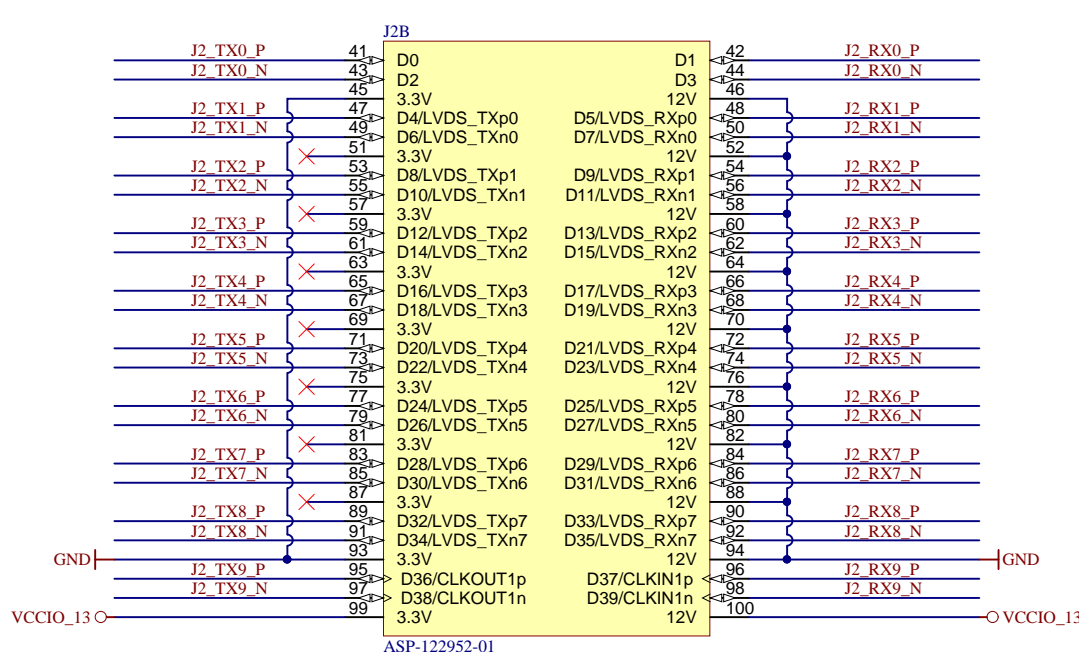 J2B
J2_TX0_P 41 D0 D1 42 J2_RX0_P
J2_TX0_N 43 D2 D3 44 J2_RX0_N
45 3.3V 12V 46
J2_TX1_P 47 D4/LVDS_TXp0 D5/LVDS_RXp0 48 J2_RX1_P
J2_TX1_N 49 D6/LVDS_TXn0 D7/LVDS_RXn0 50 J2_RX1_N
51 3.3V 12V 52
J2_TX2_P 53 D8/LVDS_TXp1 D9/LVDS_RXp1 54 J2_RX2_P
J2_TX2_N 55 D10/LVDS_TXn1 D11/LVDS_RXn1 56 J2_RX2_N
57 3.3V 12V 58
J2_TX3_P 59 D12/LVDS_TXp2 D13/LVDS_RXp2 60 J2_RX3_P
J2_TX3_N 61 D14/LVDS_TXn2 D15/LVDS_RXn2 62 J2_RX3_N
63 3.3V 12V 64
J2_TX4_P 65 D16/LVDS_TXp3 D17/LVDS_RXp3 66 J2_RX4_P
J2_TX4_N 67 D18/LVDS_TXn3 D19/LVDS_RXn3 68 J2_RX4_N
69 3.3V 12V 70
J2_TX5_P 71 D20/LVDS_TXp4 D21/LVDS_RXp4 72 J2_RX5_P
J2_TX5_N 73 D22/LVDS_TXn4 D23/LVDS_RXn4 74 J2_RX5_N
75 3.3V 12V 76
J2_TX6_P 77 D24/LVDS_TXp5 D25/LVDS_RXp5 78 J2_RX6_P
J2_TX6_N 79 D26/LVDS_TXn5 D27/LVDS_RXn5 80 J2_RX6_N
81 3.3V 12V 82
J2_TX7_P 83 D28/LVDS_TXp6 D29/LVDS_RXp6 84 J2_RX7_P
J2_TX7_N 85 D30/LVDS_TXn6 D31/LVDS_RXn6 86 J2_RX7_N
87 3.3V 12V 88
J2_TX8_P 89 D32/LVDS_TXp7 D33/LVDS_RXp7 90 J2_RX8_P
J2_TX8_N 91 D34/LVDS_TXn7 D35/LVDS_RXn7 92 J2_RX8_N
GND 93 3.3V 12V 94 GND
J2_TX9_P 95 D36/CLKOUT1p D37/CLKIN1p 96 J2_RX9_P
J2_TX9_N 97 D38/CLKOUT1n D39/CLKIN1n 98 J2_RX9_N
VCCIO_13 99 3.3V 12V 100 VCCIO_13
ASP-122952-01